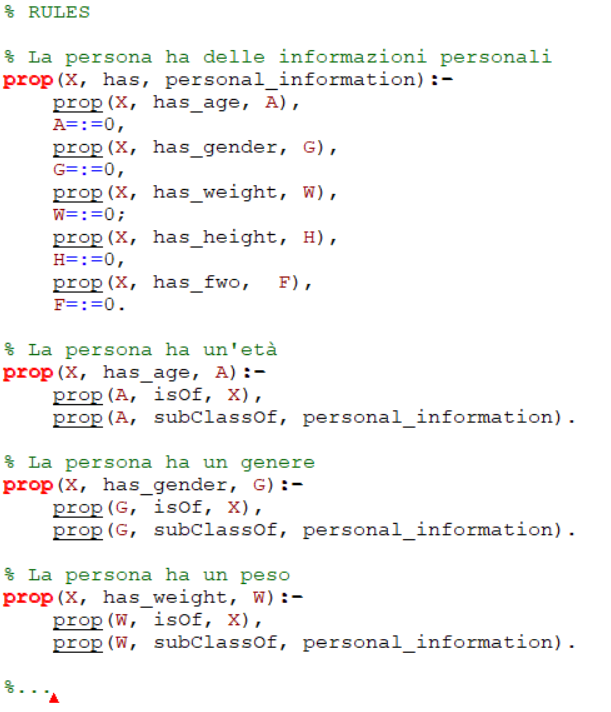 % RULES
% La persona ha delle informazioni personali
prop(X, has, personal_information):-
prop(X, has_age, A),
A=:=0,
prop(X, has_gender, G),
G=:=0,
prop(X, has_weight, W),
W=:=0;
prop(X, has_height, H),
H=:=0,
prop(X, has_fwo,  F),
F=:=0.
% La persona ha un'età
prop(X, has_age, A):-
prop(A, isOf, X),
prop(A, subClassOf, personal_information).
% La persona ha un genere
prop(X, has_gender, G):-
prop(G, isOf, X),
prop(G, subClassOf, personal_information).
% La persona ha un peso
prop(X, has_weight, W):-
prop(W, isOf, X),
prop(W, subClassOf, personal_information).
%...